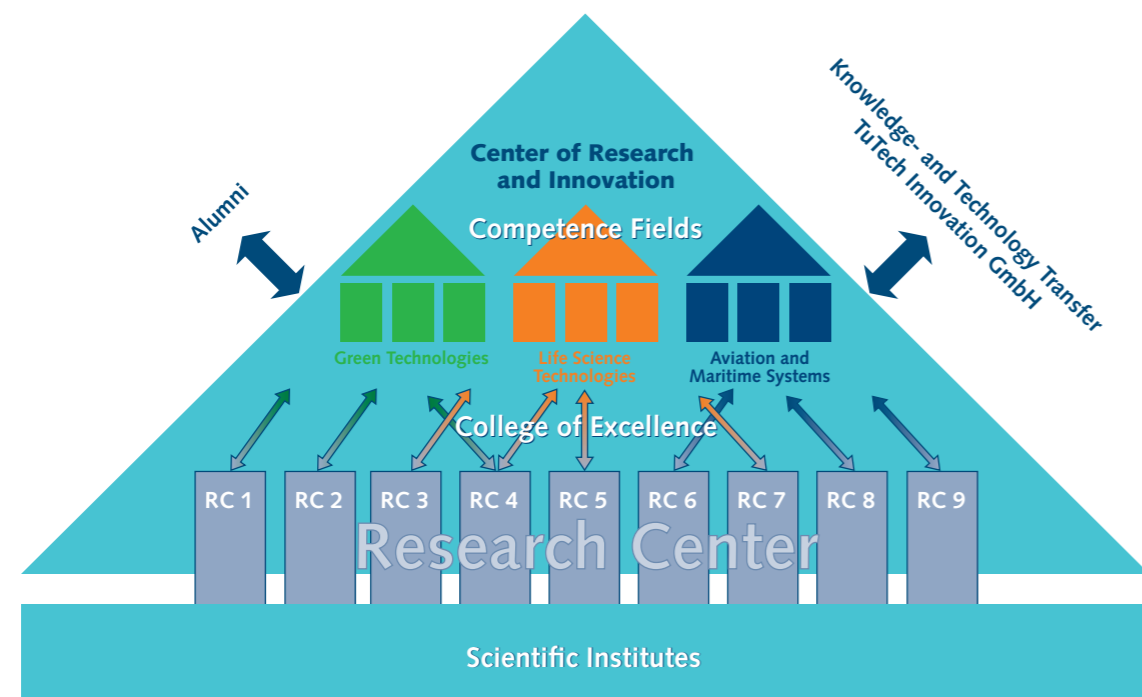 Knowledge- and Technology Transfer
TuTech Innovation GmbH
Alumni
Center of Research
and Innovation
Competence Fields
Green Technologies
Life Science
Technologies
Aviation and
Maritime Systems
College of Excellence
RC 1
RC 2
RC 3
RC 4
RC 5
RC 6
RC 7
RC 8
RC 9
Research Center
Scientific Institutes